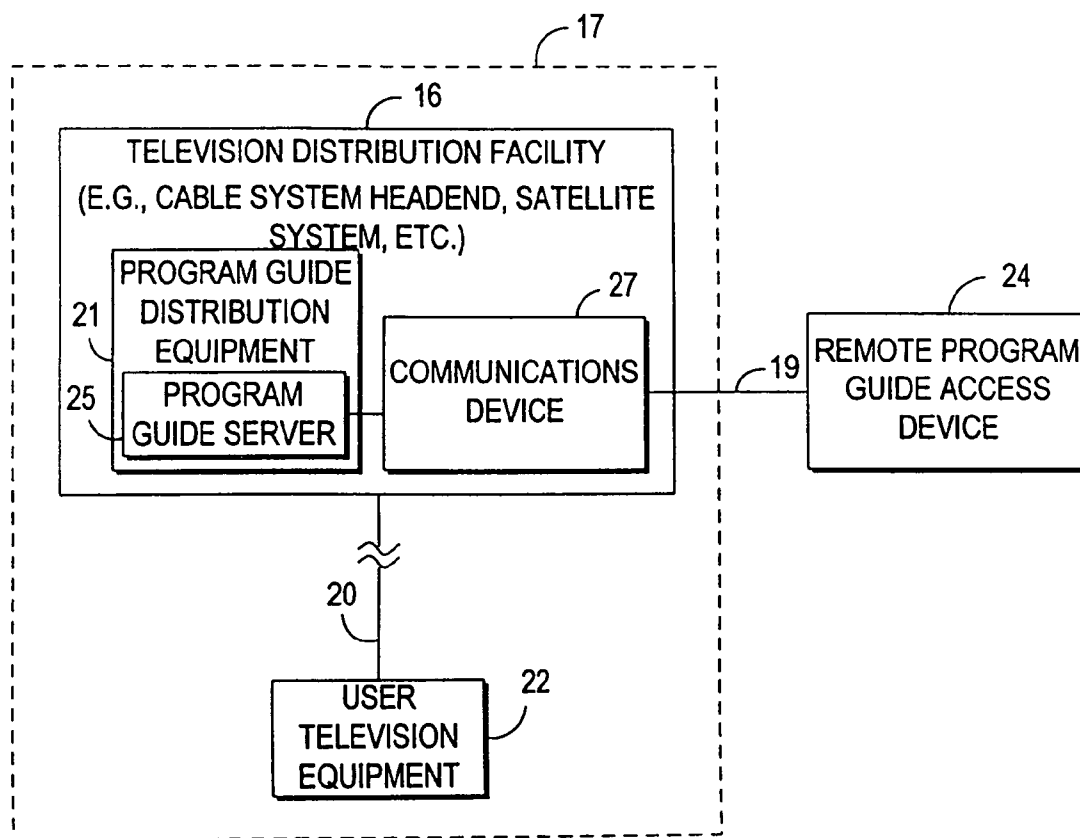 17
16
TELEVISION DISTRIBUTION FACILITY
(E.G., CABLE SYSTEM HEADEND, SATELLITE
SYSTEM, ETC.)
PROGRAM GUIDE
DISTRIBUTION
EQUIPMENT
21
25
PROGRAM
GUIDE SERVER
27
COMMUNICATIONS
DEVICE
19
24
REMOTE PROGRAM
GUIDE ACCESS
DEVICE
20
22
USER
TELEVISION
EQUIPMENT